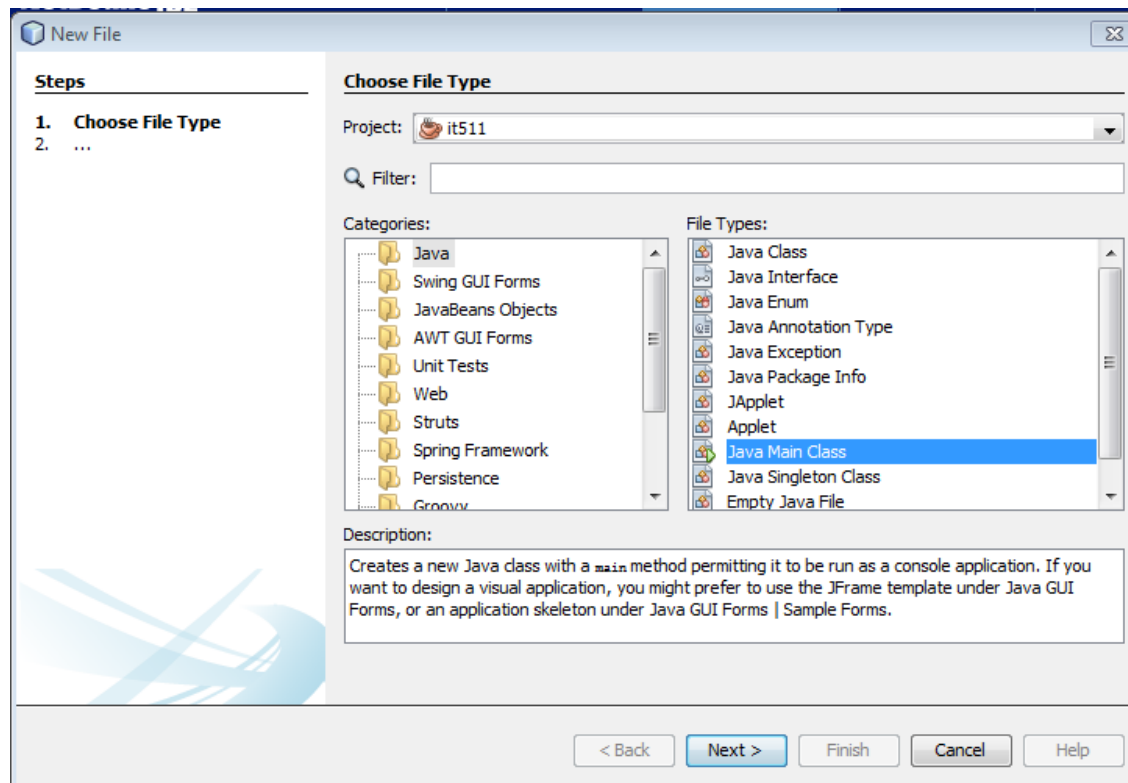 New File
Steps
1. Choose File Type
2. ...
Choose File Type
Project: it511
Filter:
Categories:
Java
Swing GUI Forms
JavaBeans Objects
AWT GUI Forms
Unit Tests
Web
Struts
Spring Framework
Persistence
Groovy
File Types:
Java Class
Java Interface
Java Enum
Java Annotation Type
Java Exception
Java Package Info
JApplet
Applet
Java Main Class
Java Singleton Class
Empty Java File
Description:
Creates a new Java class with a main method permitting it to be run as a console application. If you
want to design a visual application, you might prefer to use the JFrame template under Java GUI
Forms, or an application skeleton under Java GUI Forms | Sample Forms.
< Back
Next >
Finish
Cancel
Help